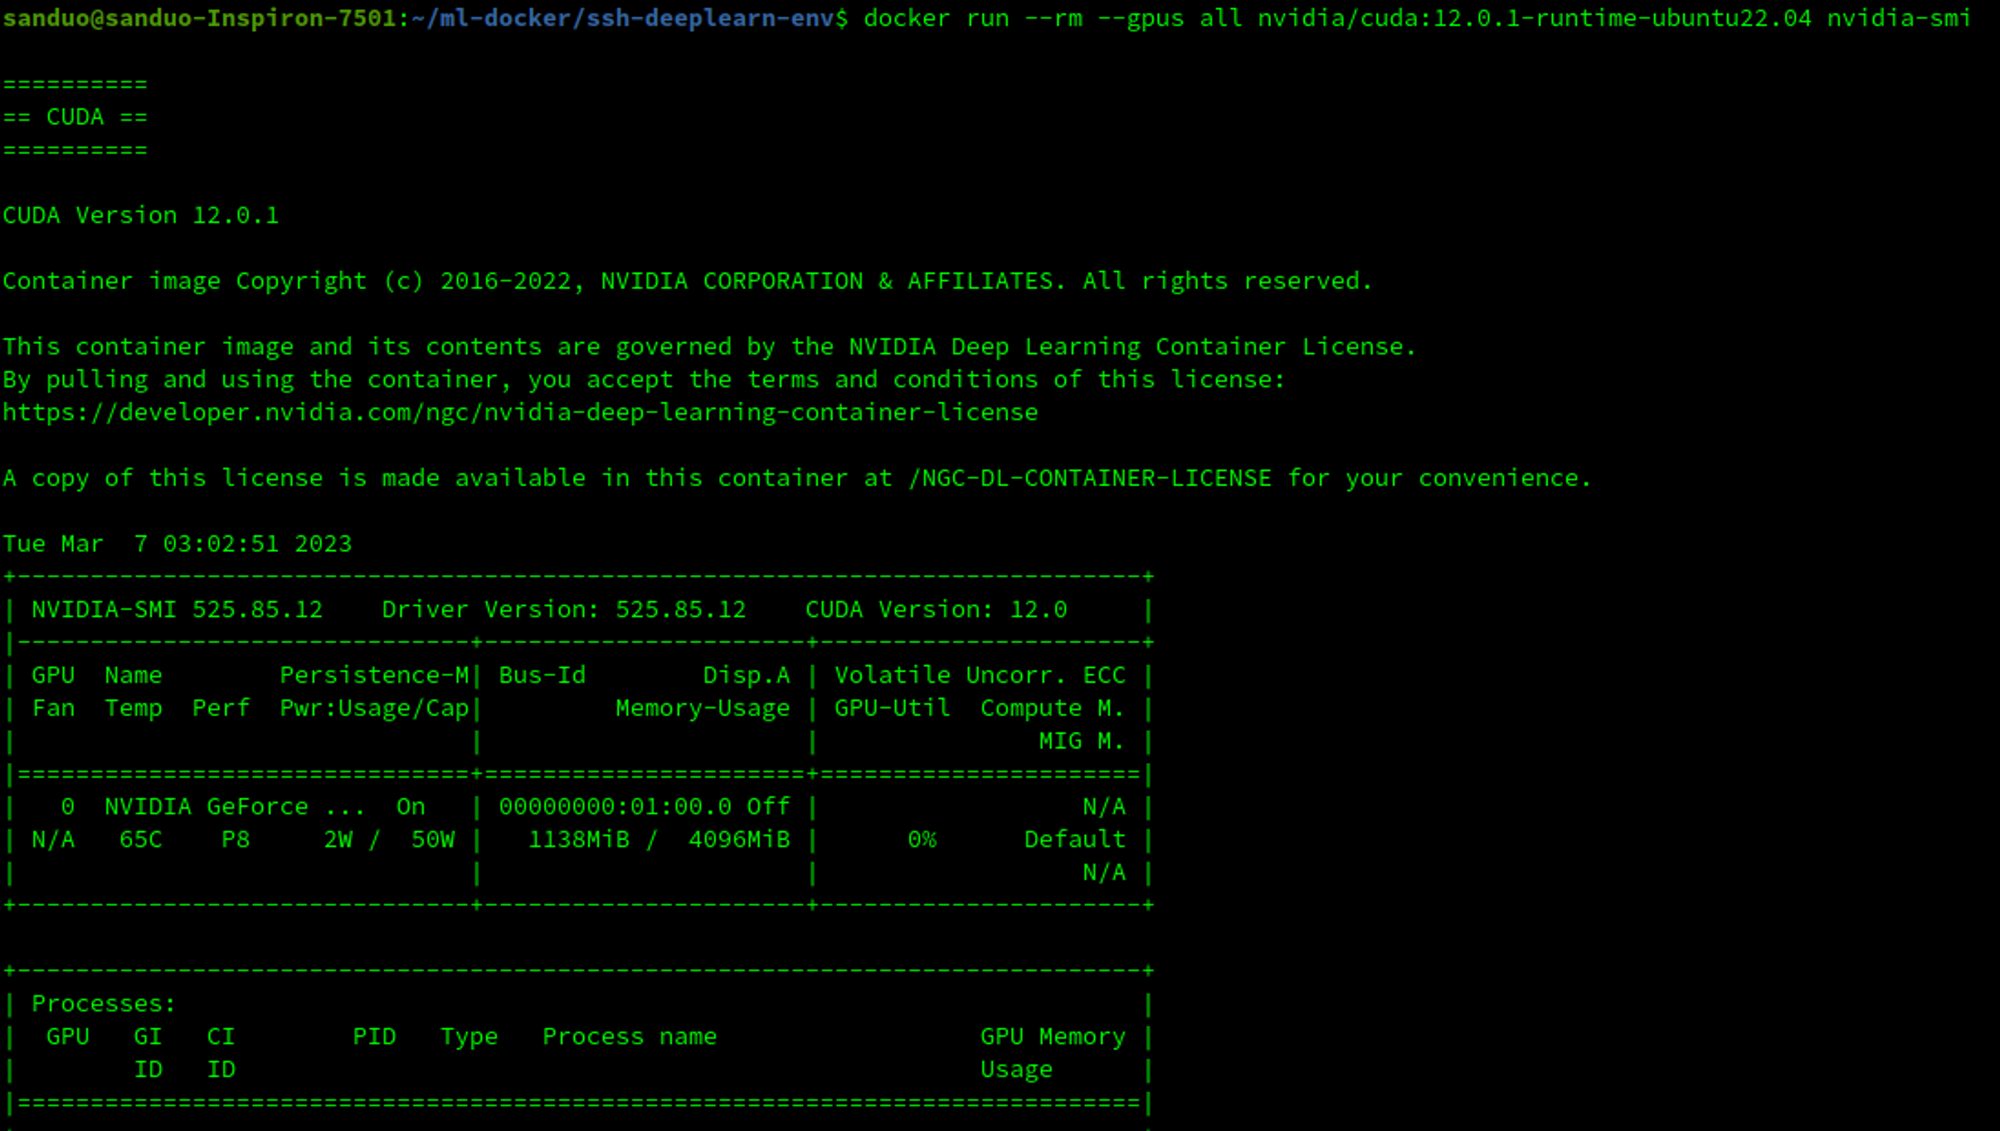 sanduo@sanduo-Inspiron-7501:~/ml-docker/ssh-deeplearn-env$ docker run --rm --gpus all nvidia/cuda:12.0.1-runtime-ubuntu22.04 nvidia-smi
==========
== CUDA ==
==========
CUDA Version 12.0.1
Container image Copyright (c) 2016-2022, NVIDIA CORPORATION & AFFILIATES. All rights reserved.
This container image and its contents are governed by the NVIDIA Deep Learning Container License.
By pulling and using the container, you accept the terms and conditions of this license:
https://developer.nvidia.com/ngc/nvidia-deep-learning-container-license
A copy of this license is made available in this container at /NGC-DL-CONTAINER-LICENSE for your convenience.
Tue Mar  7 03:02:51 2023
+-----------------------------------------------------------------------------+
| NVIDIA-SMI 525.85.12    Driver Version: 525.85.12    CUDA Version: 12.0     |
|-------------------------------+----------------------+----------------------+
| GPU  Name        Persistence-M| Bus-Id        Disp.A | Volatile Uncorr. ECC |
| Fan  Temp  Perf  Pwr:Usage/Cap|         Memory-Usage | GPU-Util  Compute M. |
|                               |                      |               MIG M. |
|===============================+======================+======================|
|   0  NVIDIA GeForce ...  On   | 00000000:01:00.0 Off |                  N/A |
| N/A   65C    P8     2W /  50W |   1138MiB /  4096MiB |      0%      Default |
|                               |                      |                  N/A |
+-------------------------------+----------------------+----------------------+
+-----------------------------------------------------------------------------+
| Processes:                                                                  |
|  GPU   GI   CI        PID   Type   Process name                  GPU Memory |
|        ID   ID                                                   Usage      |
|=============================================================================|